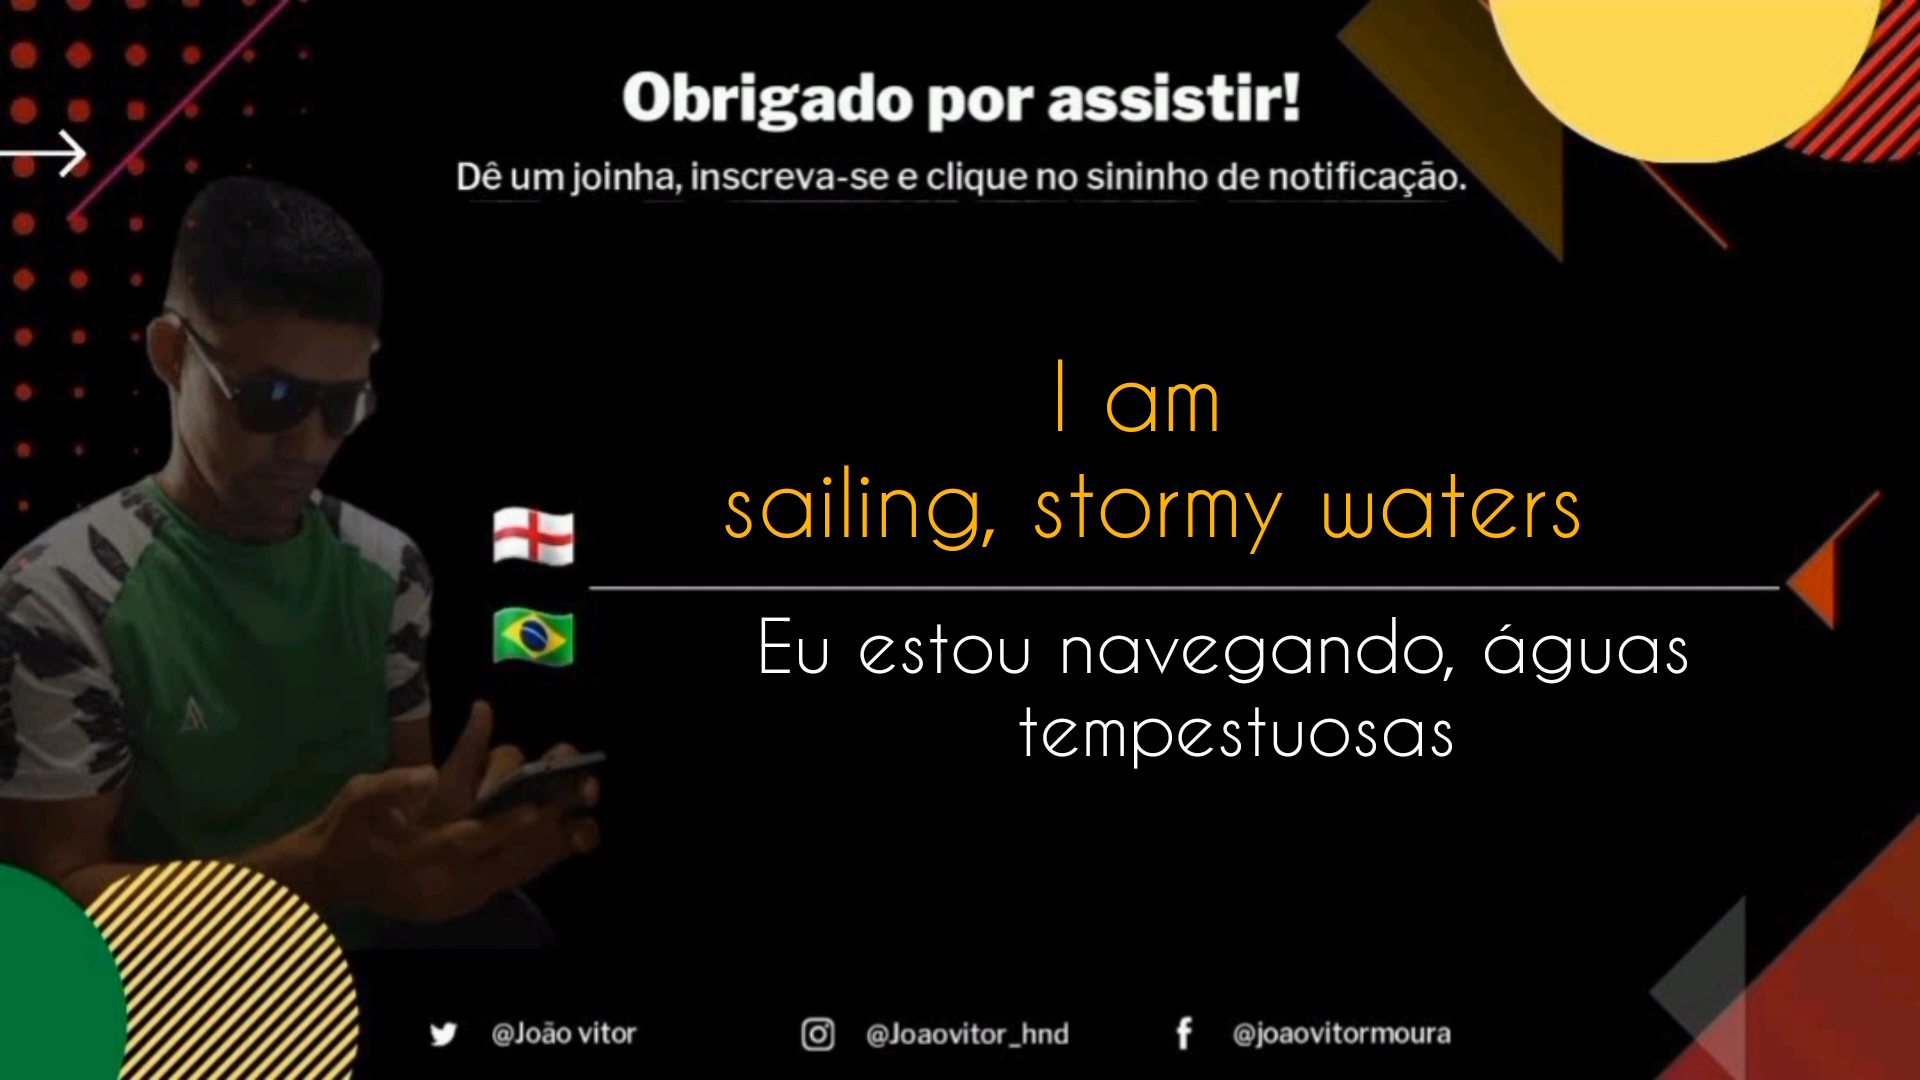 Obrigado por assistir!
Dê um joinha, inscreva-se e clique no sininho de notificação.
I am
sailing, stormy waters
Eu estou navegando, águas
tempestuosas
@João vitor
@Joaovitor_hnd
@joaovitormoura